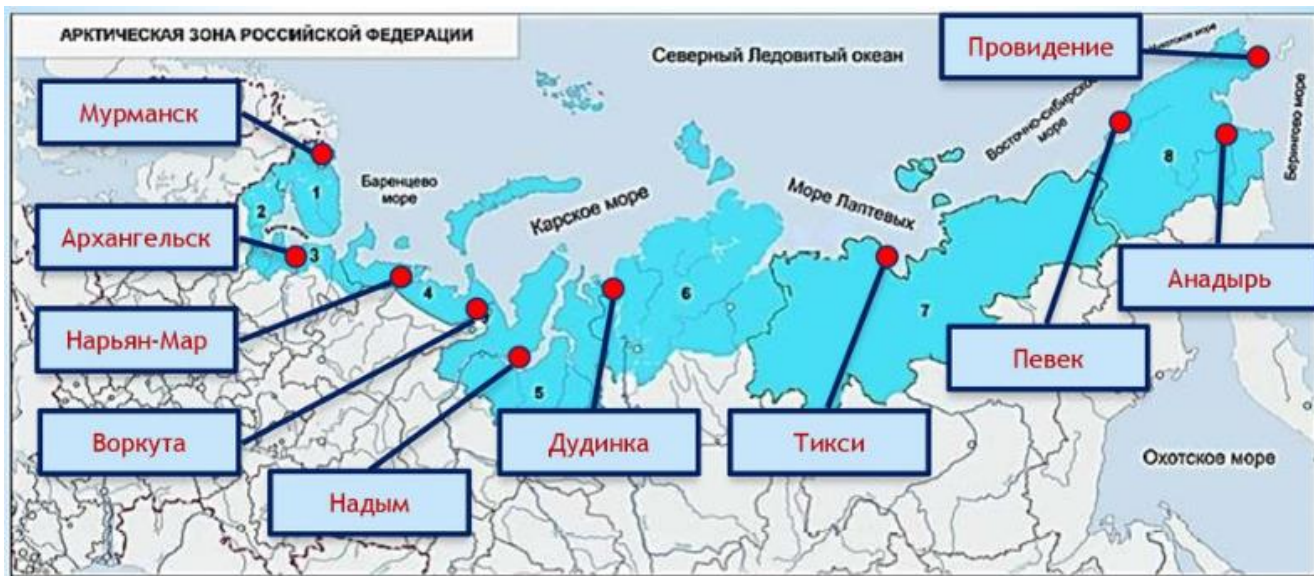 АРКТИЧЕСКАЯ ЗОНА РОССИЙСКОЙ ФЕДЕРАЦИИ
Северный Ледовитый океан
Провидение
море
Мурманск
Баренцево
море
Карское море
Море Лаптевых
Восточно-сибирское
море
Берингово море
Архангельск
Анадырь
Нарьян-Мар
Певек
Воркута
Дудинка
Тикси
Надым
Охотское море
1
2
3
4
5
6
7
8